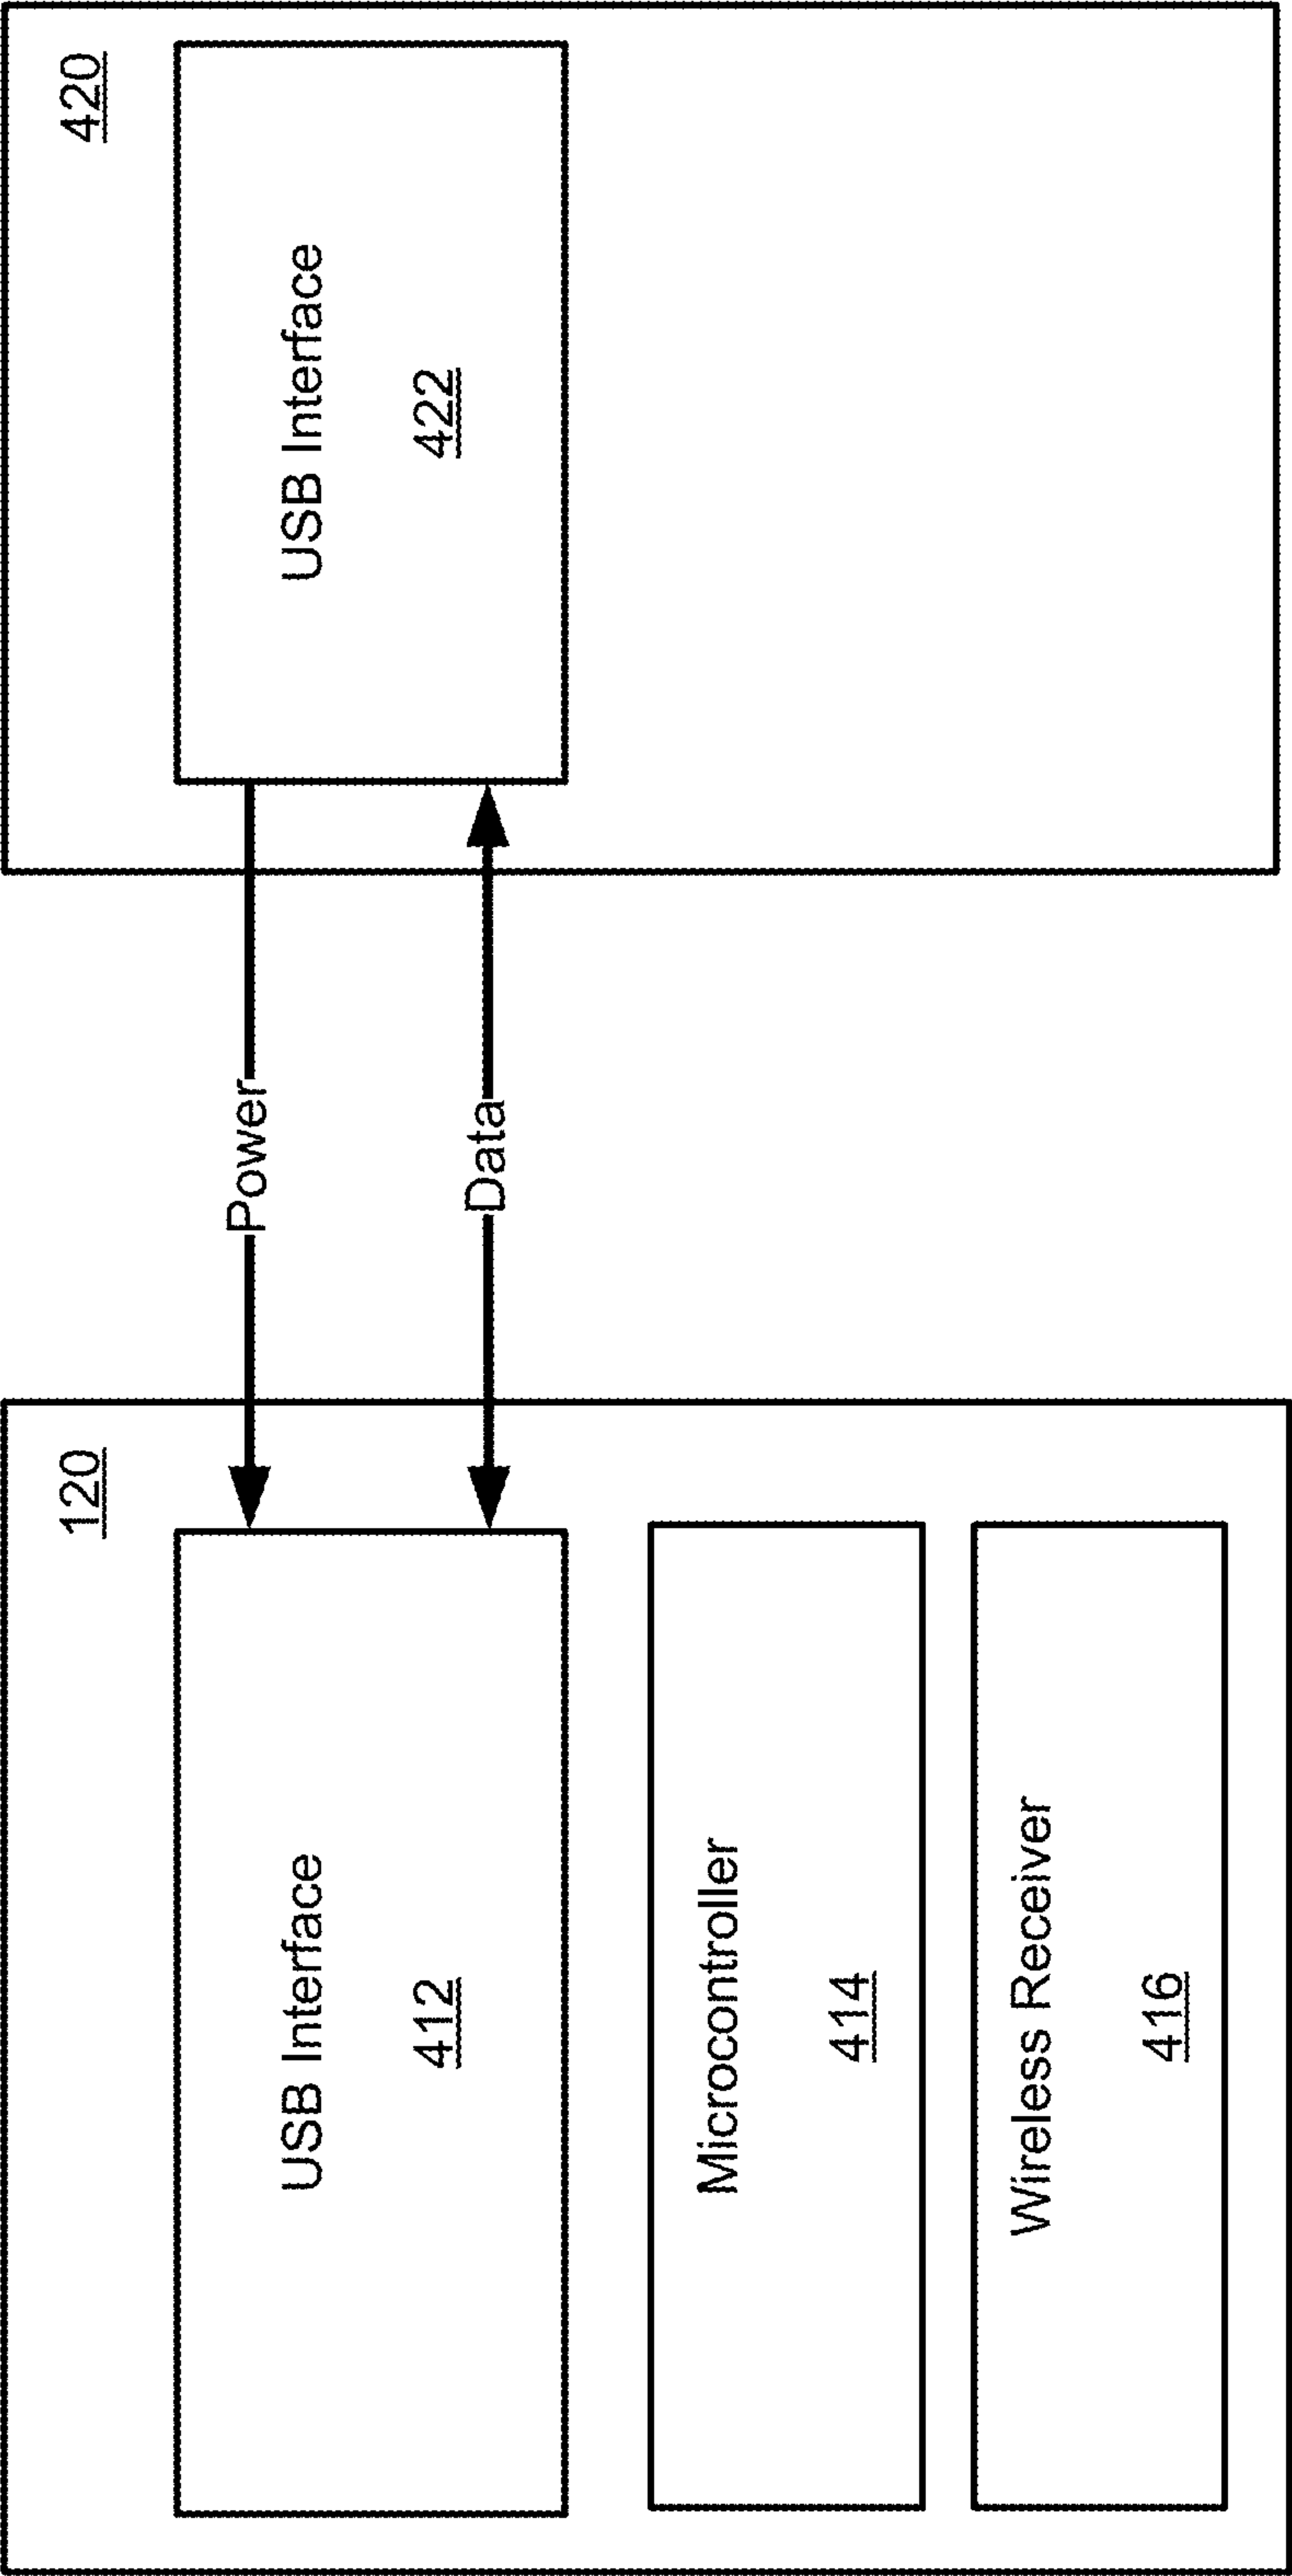 120
USB Interface
412
Microcontroller
414
Wireless Receiver
416
Power
Data
420
USB Interface
422